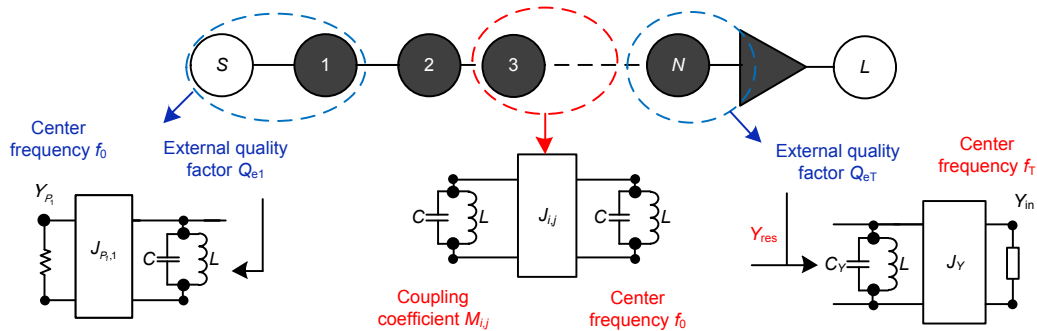 S
1
2
3
N
L
Center
frequency f₀
External quality
factor Qe1
External quality
factor QeT
Center
frequency fT
YP₁
JP₁,1
C
L
C
L
Ji,j
C
L
Yres
CY
L
JY
Yin
Coupling
coefficient Mi,j
Center
frequency f₀